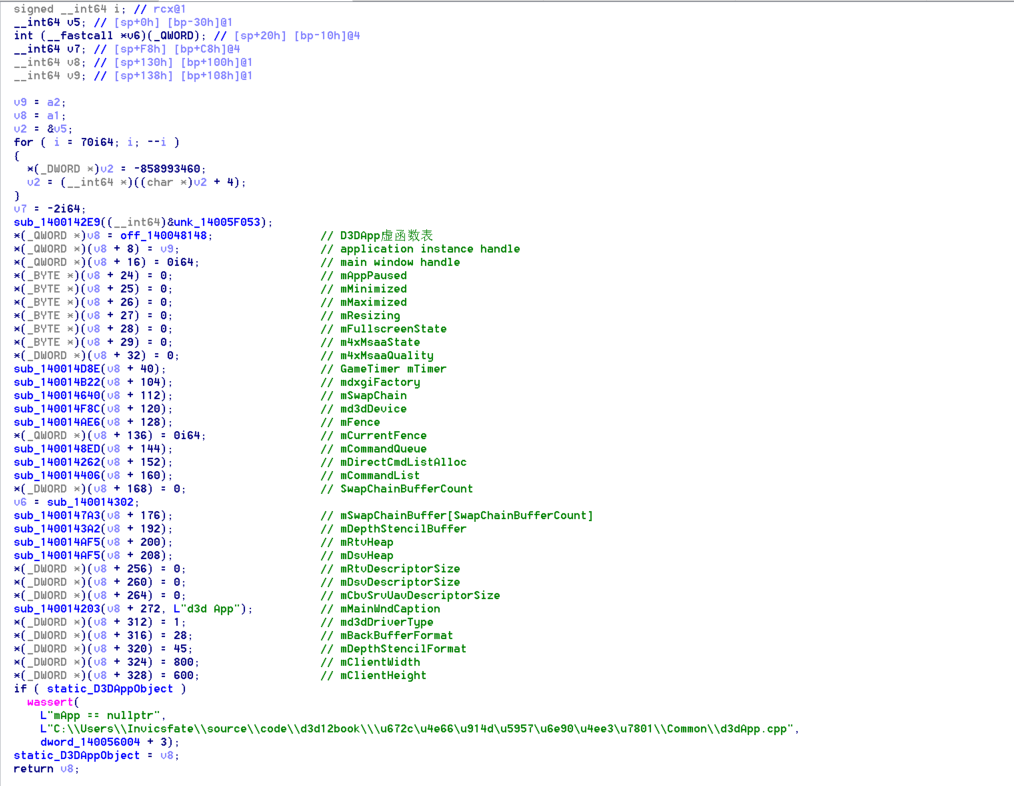 signed __int64 i; // rcx@1
__int64 v5; // [sp+0h] [bp-30h]@1
int (__fastcall *v6)(_QWORD); // [sp+20h] [bp-10h]@4
__int64 v7; // [sp+F8h] [bp+C8h]@4
__int64 v8; // [sp+130h] [bp+100h]@1
__int64 v9; // [sp+138h] [bp+108h]@1
v9 = a2;
v8 = a1;
v2 = &v5;
for ( i = 70i64; i; --i )
{
*(_DWORD *)v2 = -858993460;
v2 = (__int64 *)((char *)v2 + 4);
}
v7 = -2i64;
sub_1400142E9((__int64)&unk_14005F053);
*(_QWORD *)v8 = off_140048148; // D3DApp虚函数表
*(_QWORD *)(v8 + 8) = v9; // application instance handle
*(_QWORD *)(v8 + 16) = 0i64; // main window handle
*(_BYTE *)(v8 + 24) = 0; // mAppPaused
*(_BYTE *)(v8 + 25) = 0; // mMinimized
*(_BYTE *)(v8 + 26) = 0; // mMaximized
*(_BYTE *)(v8 + 27) = 0; // mResizing
*(_BYTE *)(v8 + 28) = 0; // mFullscreenState
*(_BYTE *)(v8 + 29) = 0; // m4xMsaaState
*(_DWORD *)(v8 + 32) = 0; // m4xMsaaQuality
sub_140014D8E(v8 + 40); // GameTimer mTimer
sub_140014B22(v8 + 104); // mdxgiFactory
sub_140014640(v8 + 112); // mSwapChain
sub_140014F8C(v8 + 120); // md3dDevice
sub_140014AE6(v8 + 128); // mFence
*(_QWORD *)(v8 + 136) = 0i64; // mCurrentFence
sub_1400148ED(v8 + 144); // mCommandQueue
sub_140014262(v8 + 152); // mDirectCmdListAlloc
sub_140014406(v8 + 160); // mCommandList
*(_DWORD *)(v8 + 168) = 0; // SwapChainBufferCount
v6 = sub_140014302;
sub_1400147A3(v8 + 176); // mSwapChainBuffer[SwapChainBufferCount]
sub_1400143A2(v8 + 192); // mDepthStencilBuffer
sub_140014AF5(v8 + 200); // mRtvHeap
sub_140014AF5(v8 + 208); // mDsvHeap
*(_DWORD *)(v8 + 256) = 0; // mRtvDescriptorSize
*(_DWORD *)(v8 + 260) = 0; // mDsvDescriptorSize
*(_DWORD *)(v8 + 264) = 0; // mCbvSrvUavDescriptorSize
sub_140014203(v8 + 272, L"d3d App"); // mMainWndCaption
*(_DWORD *)(v8 + 312) = 1; // md3dDriverType
*(_DWORD *)(v8 + 316) = 28; // mBackBufferFormat
*(_DWORD *)(v8 + 320) = 45; // mDepthStencilFormat
*(_DWORD *)(v8 + 324) = 800; // mClientWidth
*(_DWORD *)(v8 + 328) = 600; // mClientHeight
if ( static_D3DAppObject )
wassert(
L"mApp == nullptr",
L"C:\\Users\\Invicsfate\\source\\code\\d3d12book\\\u672c\u4e66\u914d\u5957\u6e90\u4ee3\u7801\\Common\\d3dApp.cpp",
dword_140056004 + 3);
static_D3DAppObject = v8;
return v8;